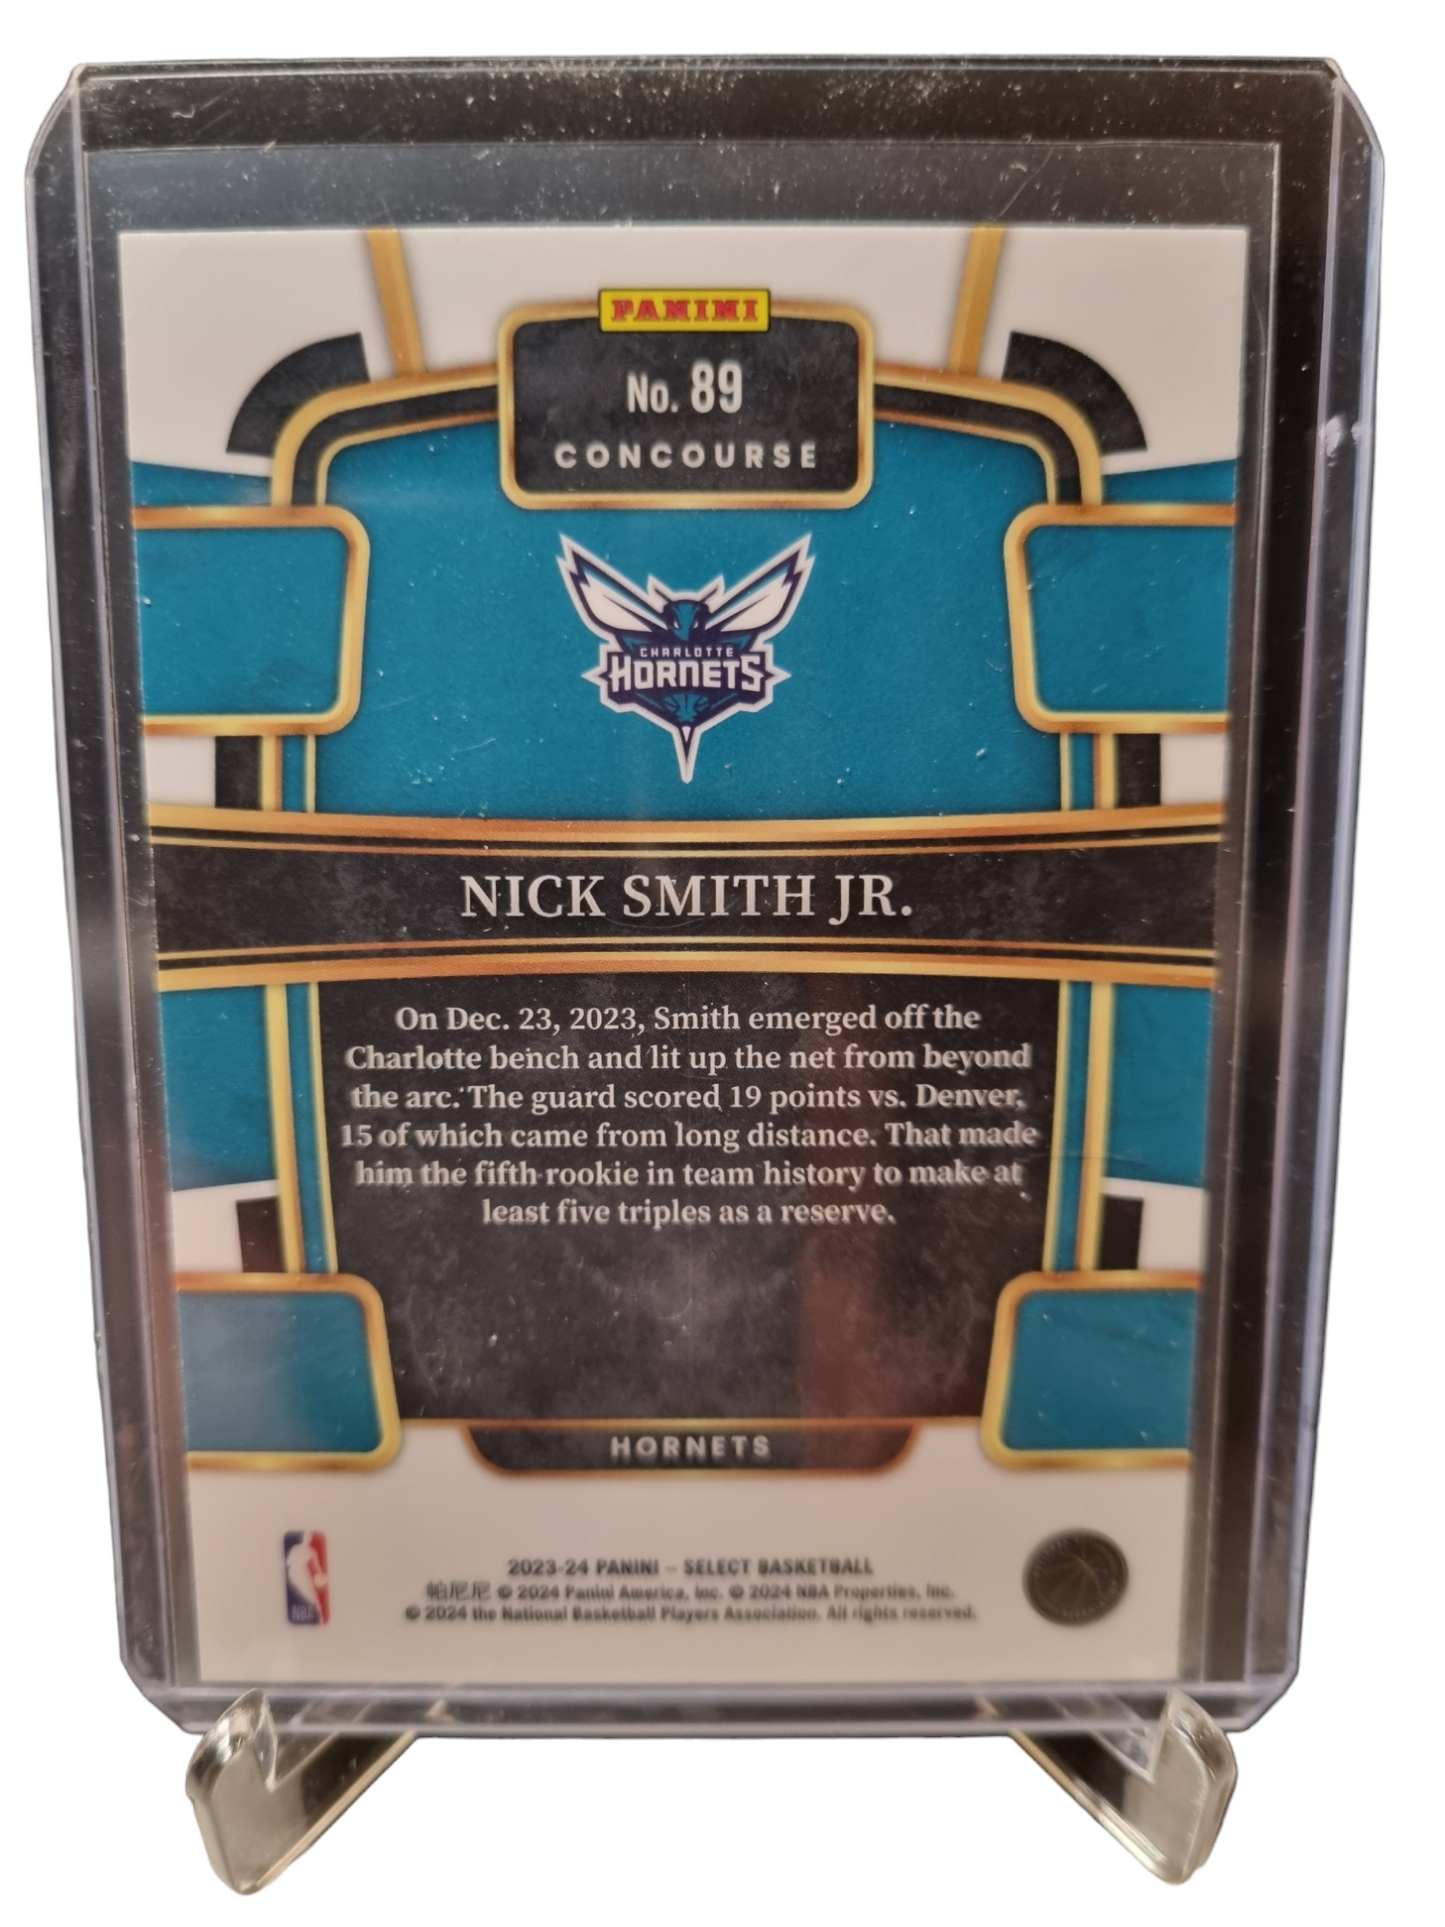 PANINI
No. 89
CONCOURSE
CHARLOTTE
HORNETS
NICK SMITH JR.
On Dec. 23, 2023, Smith emerged off the
Charlotte bench and lit up the net from beyond
the arc. The guard scored 19 points vs. Denver,
15 of which came from long distance. That made
him the fifth rookie in team history to make at
least five triples as a reserve.
HORNETS
NBA
2023-24 PANINI – SELECT BASKETBALL
帕尼尼 © 2024 Panini America, Inc. © 2024 NBA Properties, Inc.
© 2024 the National Basketball Players Association. All rights reserved.